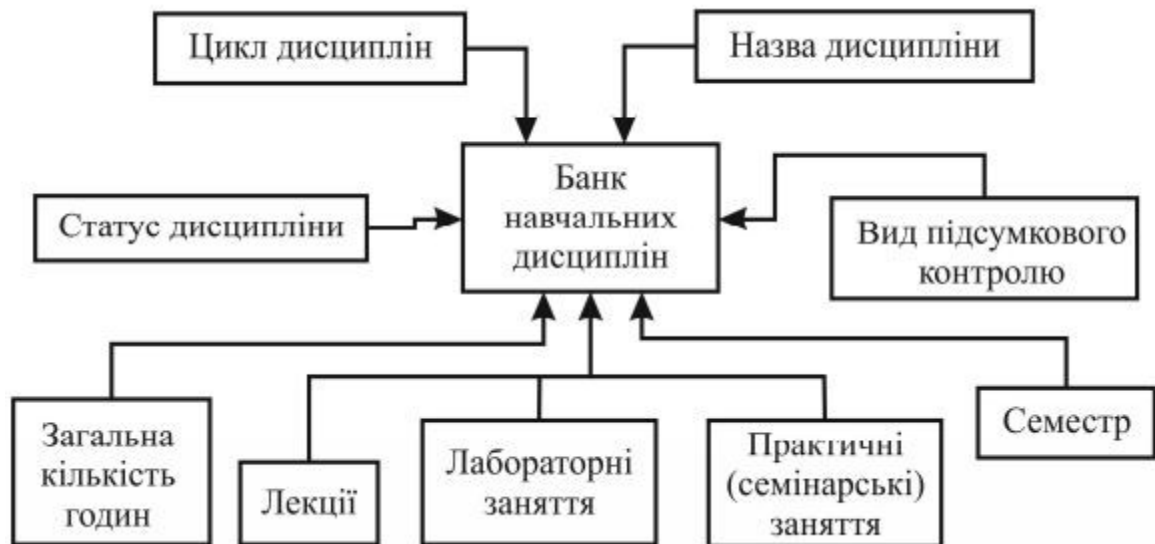 Цикл дисциплін
Назва дисципліни
Банк
навчальних
дисциплін
Статус дисципліни
Вид підсумкового
контролю
Загальна
кількість
годин
Лекції
Лабораторні
заняття
Практичні
(семінарські)
заняття
Семестр